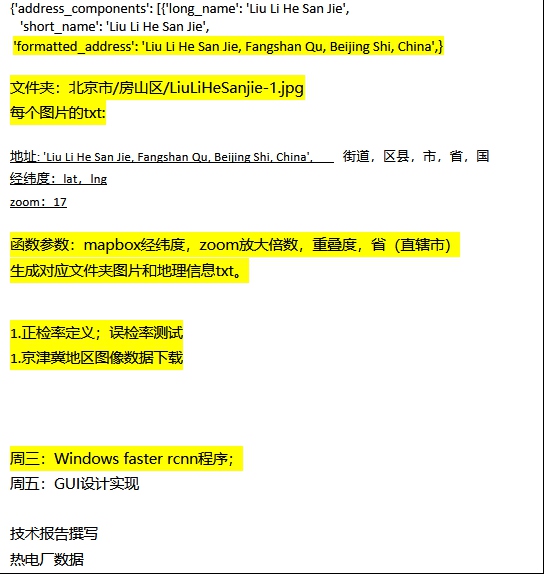 {'address_components': [{'long_name': 'Liu Li He San Jie',
'short_name': 'Liu Li He San Jie',
'formatted_address': 'Liu Li He San Jie, Fangshan Qu, Beijing Shi, China',}
文件夹：北京市/房山区/LiuLiHeSanjie-1.jpg
每个图片的txt:
地址: 'Liu Li He San Jie, Fangshan Qu, Beijing Shi, China', 街道，区县，市，省，国
经纬度：lat，lng
zoom：17
函数参数：mapbox经纬度，zoom放大倍数，重叠度，省（直辖市）
生成对应文件夹图片和地理信息txt。
1.正检率定义；误检率测试
1.京津冀地区图像数据下载
周三：Windows faster rcnn程序；
周五：GUI设计实现
技术报告撰写
热电厂数据